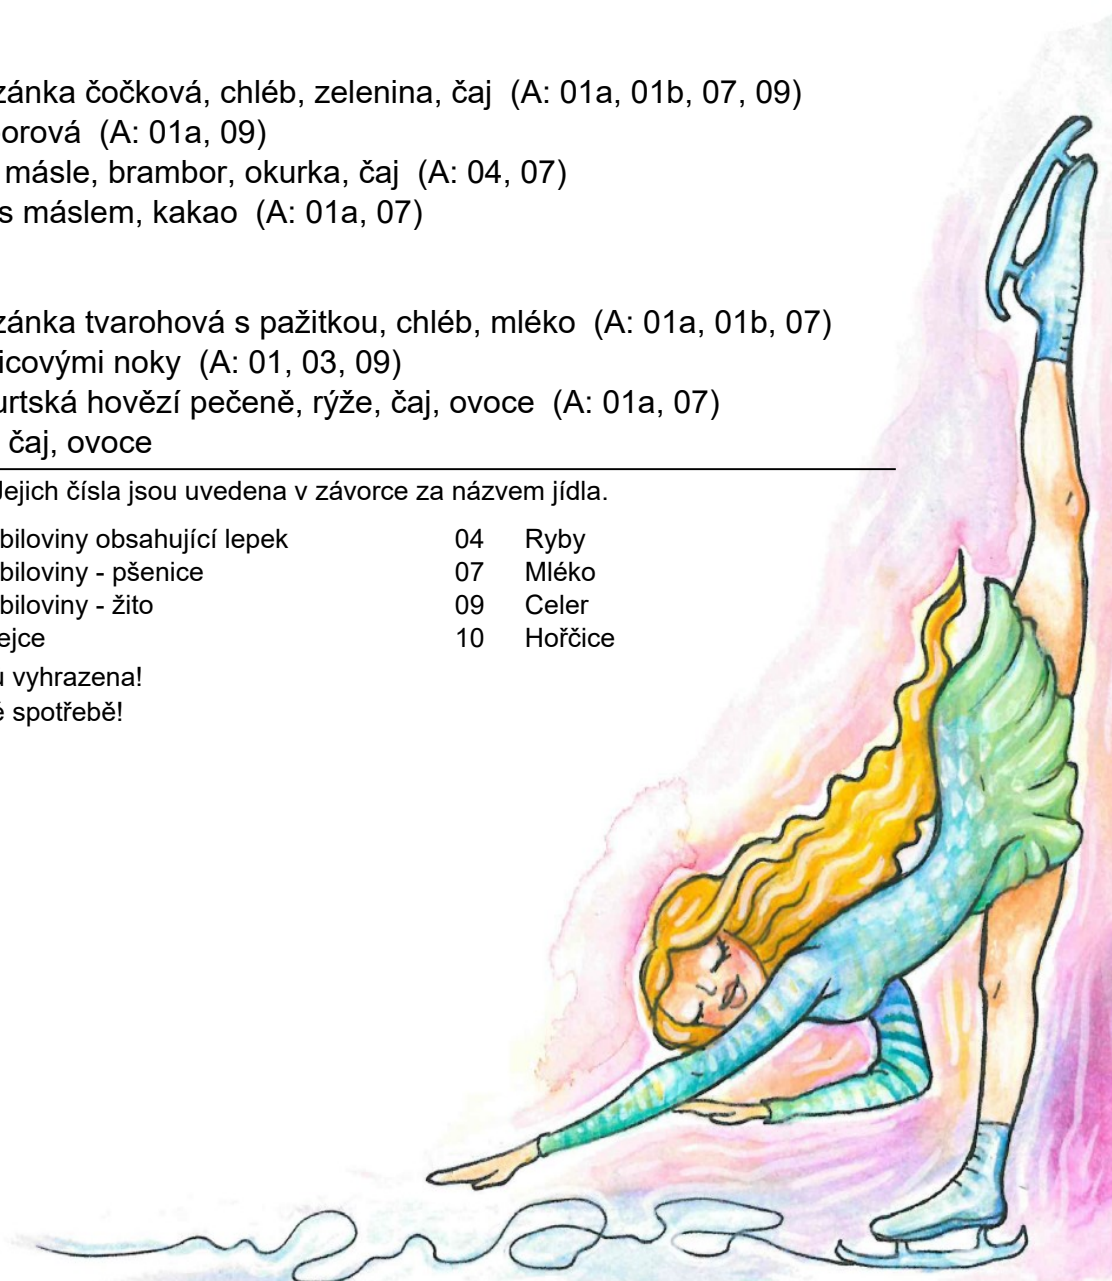 zánka čočková, chléb, zelenina, čaj (A: 01a, 01b, 07, 09)
orová (A: 01a, 09)
másle, brambor, okurka, čaj (A: 04, 07)
s máslem, kakao (A: 01a, 07)
zánka tvarohová s pažitkou, chléb, mléko (A: 01a, 01b, 07)
icovými noky (A: 01, 03, 09)
urtská hovězí pečeně, rýže, čaj, ovoce (A: 01a, 07)
čaj, ovoce
Jejich čísla jsou uvedena v závorce za názvem jídla.
biloviny obsahující lepek 04 Ryby
biloviny - pšenice 07 Mléko
biloviny - žito 09 Celer
ejce 10 Hořčice
u vyhrazena!
é spotřebě!